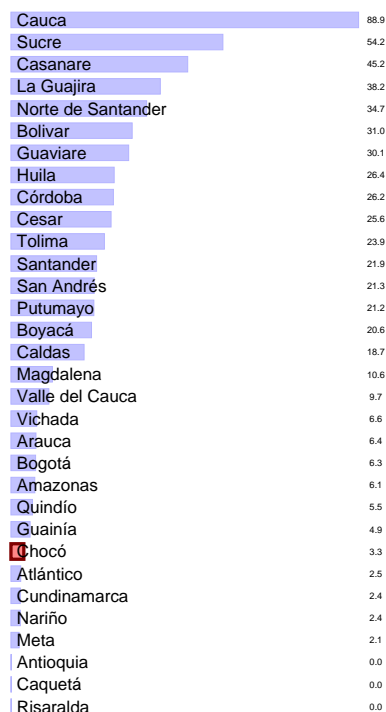 Cauca 88.9
Sucre 54.2
Casanare 45.2
La Guajira 38.2
Norte de Santander 34.7
Bolivar 31.0
Guaviare 30.1
Huila 26.4
Córdoba 26.2
Cesar 25.6
Tolima 23.9
Santander 21.9
San Andrés 21.3
Putumayo 21.2
Boyacá 20.6
Caldas 18.7
Magdalena 10.6
Valle del Cauca 9.7
Vichada 6.6
Arauca 6.4
Bogotá 6.3
Amazonas 6.1
Quindío 5.5
Guainía 4.9
Chocó 3.3
Atlántico 2.5
Cundinamarca 2.4
Nariño 2.4
Meta 2.1
Antioquia 0.0
Caquetá 0.0
Risaralda 0.0